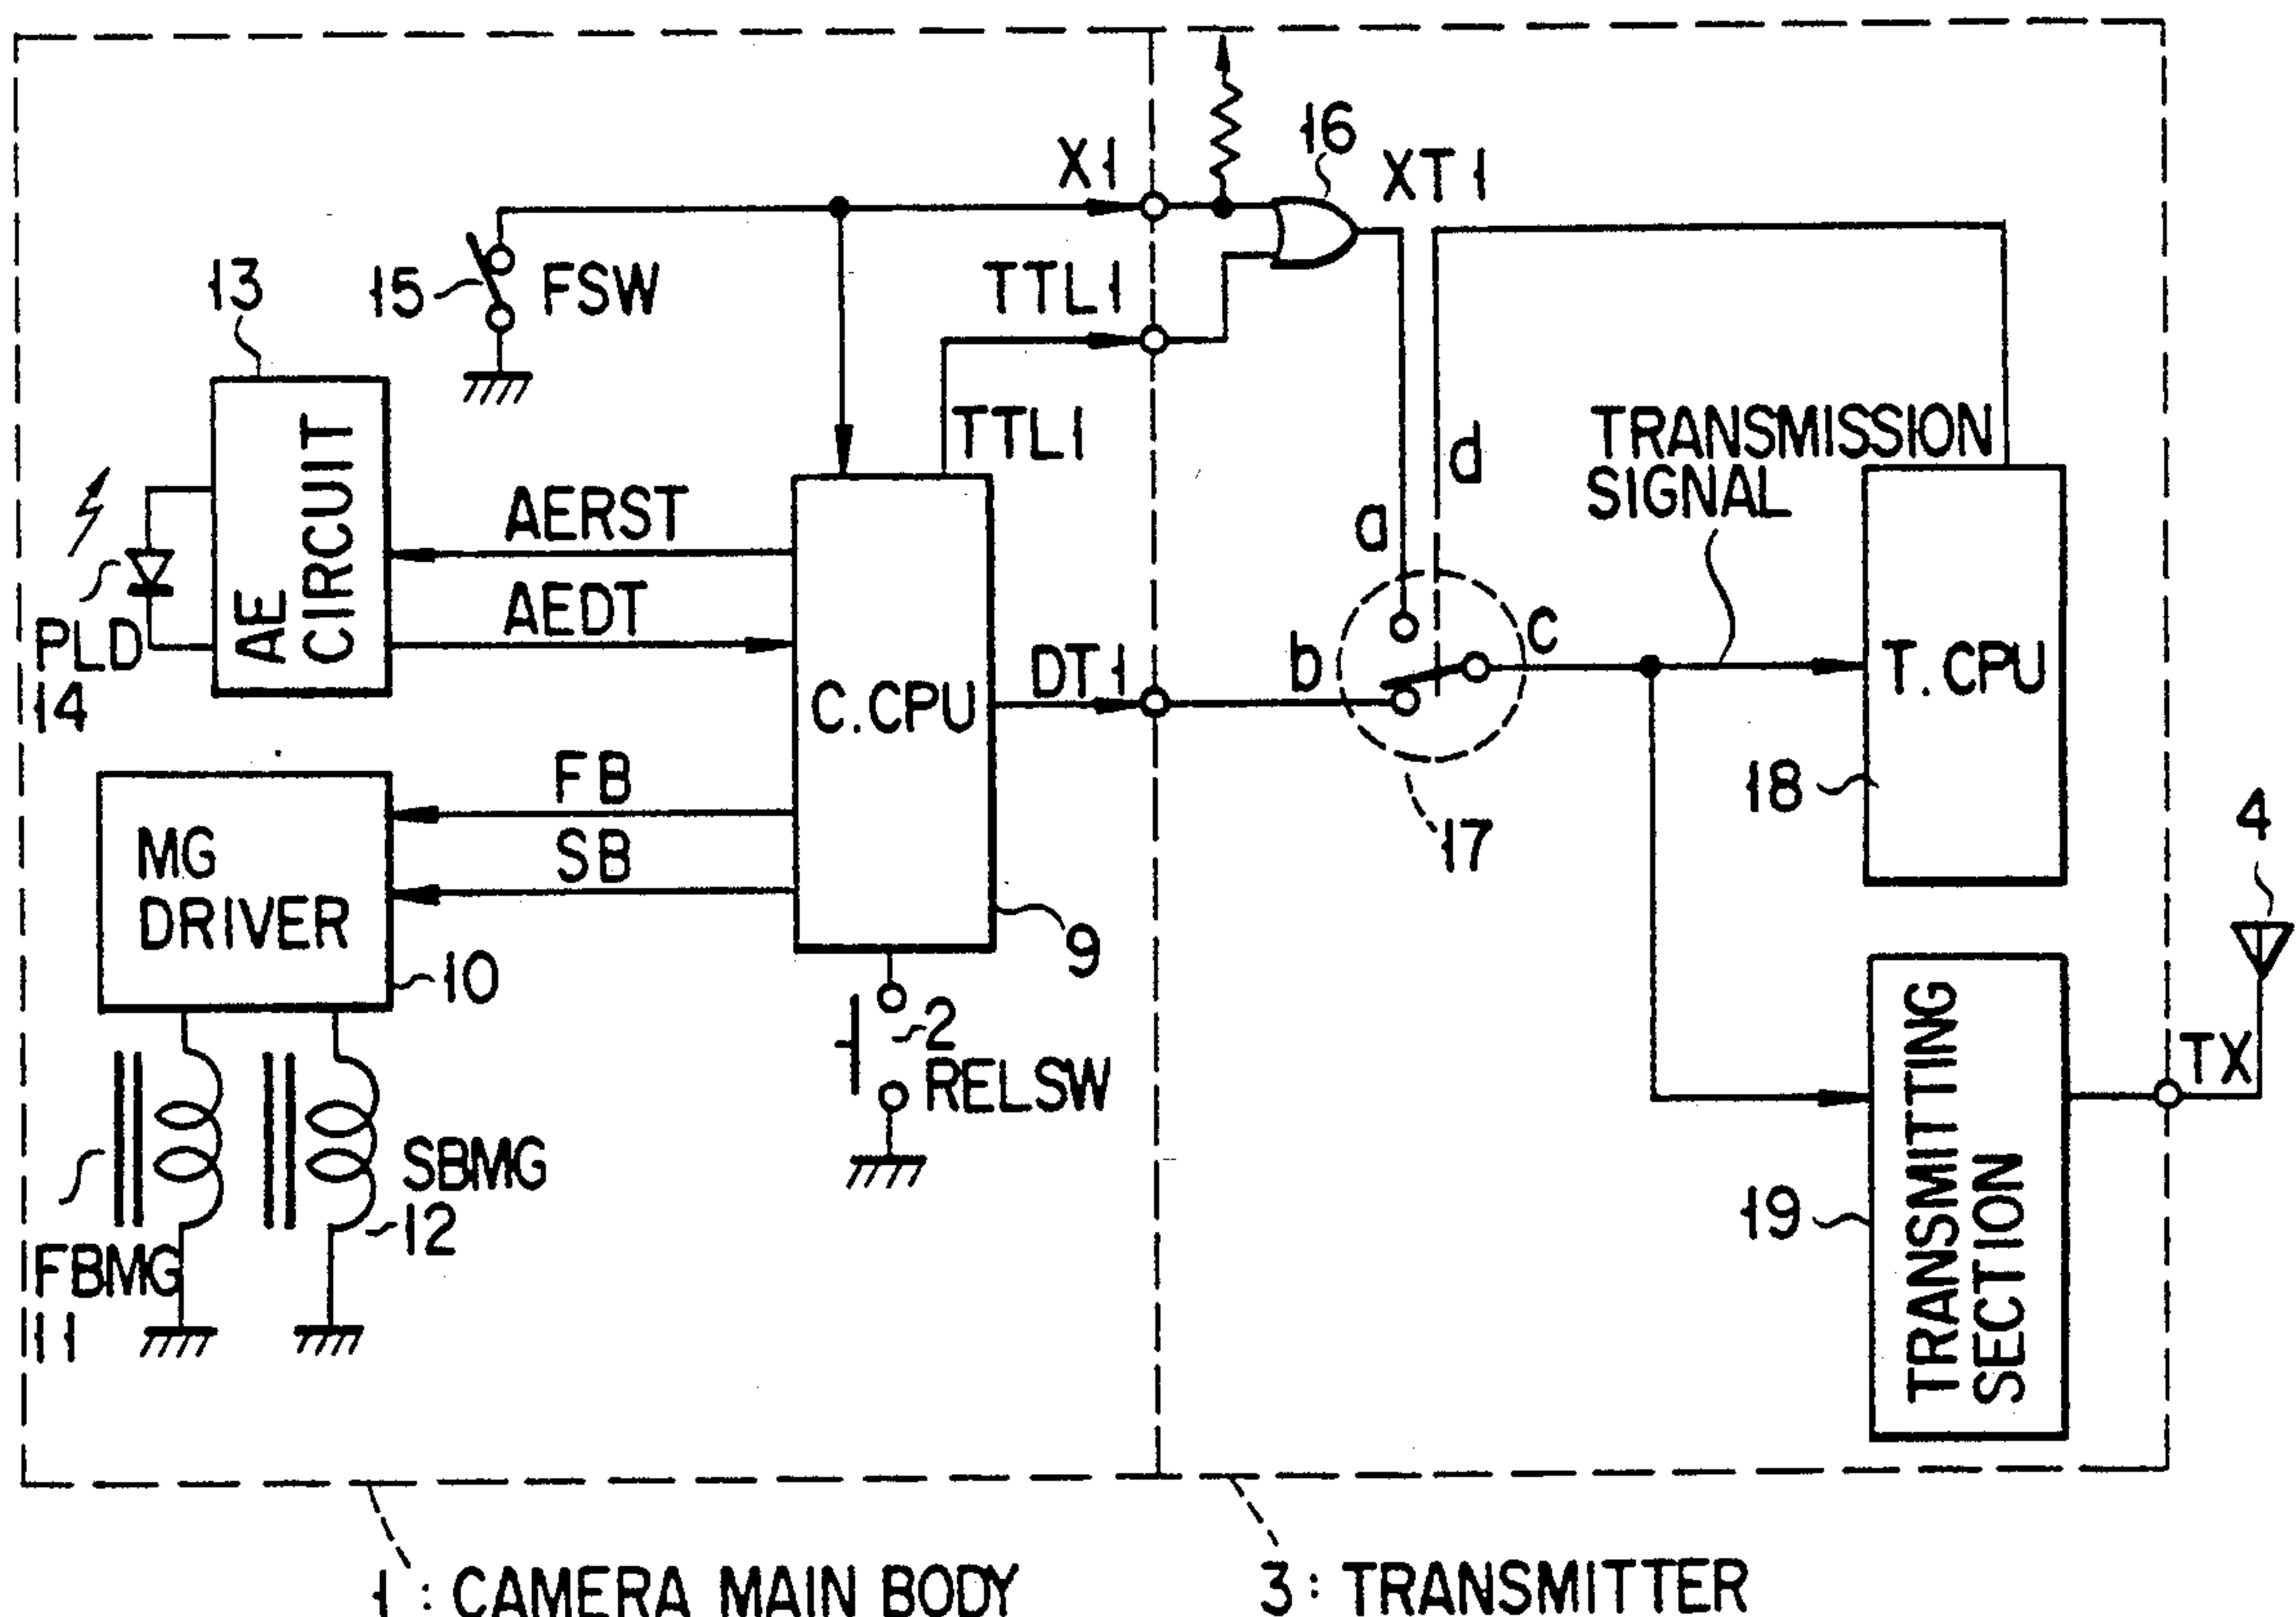 16
X1
XT1
13
15
FSW
TTL1
TTL1
d
TRANSMISSION
SIGNAL
AE
CIRCUIT
AERST
a
AEDT
PLD
14
C.CPU
DT1
b
c
T.CPU
FB
18
4
MG
DRIVER
SB
17
10
9
2
RELSW
TX
TRANSMITTING
SECTION
SBMG
12
19
FBMG
11
1 : CAMERA MAIN BODY
3 : TRANSMITTER